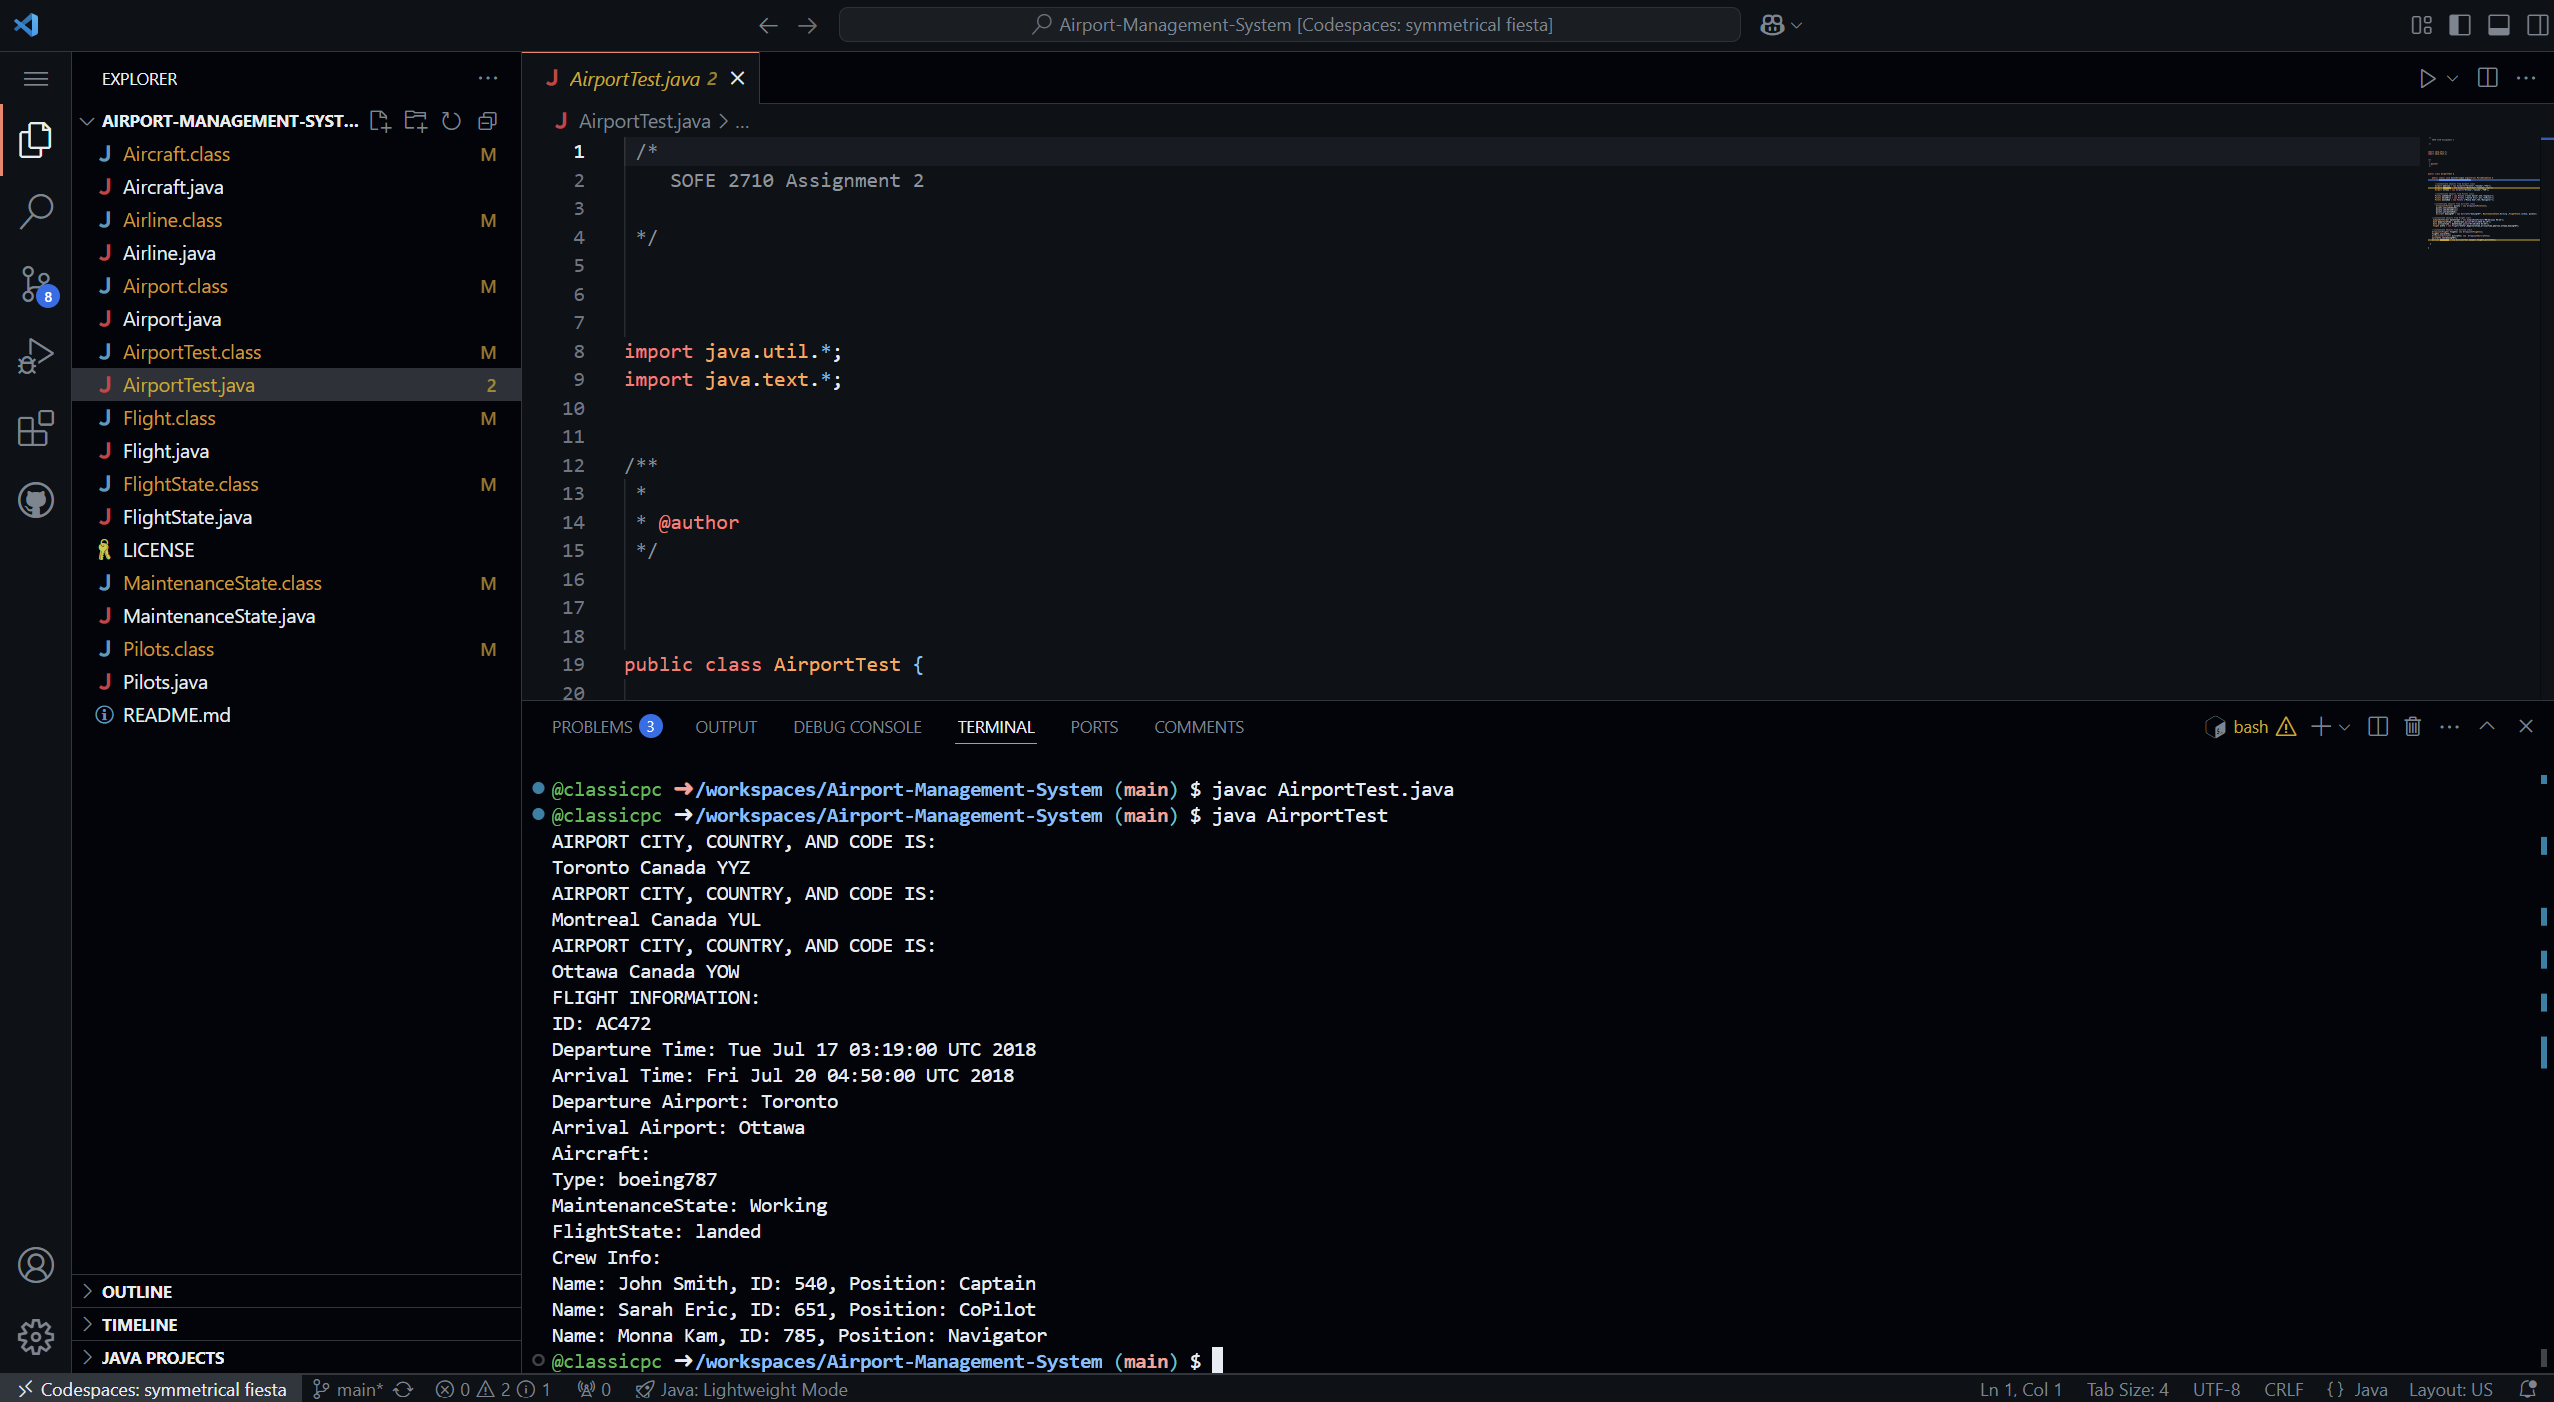 Airport-Management-System [Codespaces: symmetrical fiesta]
EXPLORER
AIRPORT-MANAGEMENT-SYST...
Aircraft.class M
Aircraft.java
Airline.class M
Airline.java
Airport.class M
Airport.java
AirportTest.class M
AirportTest.java 2
Flight.class M
Flight.java
FlightState.class M
FlightState.java
LICENSE
MaintenanceState.class M
MaintenanceState.java
Pilots.class M
Pilots.java
README.md
OUTLINE
TIMELINE
JAVA PROJECTS
8
AirportTest.java 2
AirportTest.java > ...
1 /*
2 SOFE 2710 Assignment 2
3
4 */
5
6
7
8 import java.util.*;
9 import java.text.*;
10
11
12 /**
13 *
14 * @author
15 */
16
17
18
19 public class AirportTest {
20
PROBLEMS 3 OUTPUT DEBUG CONSOLE TERMINAL PORTS COMMENTS
bash
@classicpc ➜/workspaces/Airport-Management-System (main) $ javac AirportTest.java
@classicpc ➜/workspaces/Airport-Management-System (main) $ java AirportTest
AIRPORT CITY, COUNTRY, AND CODE IS:
Toronto Canada YYZ
AIRPORT CITY, COUNTRY, AND CODE IS:
Montreal Canada YUL
AIRPORT CITY, COUNTRY, AND CODE IS:
Ottawa Canada YOW
FLIGHT INFORMATION:
ID: AC472
Departure Time: Tue Jul 17 03:19:00 UTC 2018
Arrival Time: Fri Jul 20 04:50:00 UTC 2018
Departure Airport: Toronto
Arrival Airport: Ottawa
Aircraft:
Type: boeing787
MaintenanceState: Working
FlightState: landed
Crew Info:
Name: John Smith, ID: 540, Position: Captain
Name: Sarah Eric, ID: 651, Position: CoPilot
Name: Monna Kam, ID: 785, Position: Navigator
@classicpc ➜/workspaces/Airport-Management-System (main) $
Codespaces: symmetrical fiesta main* 0 2 1 0 Java: Lightweight Mode
Ln 1, Col 1 Tab Size: 4 UTF-8 CRLF {} Java Layout: US